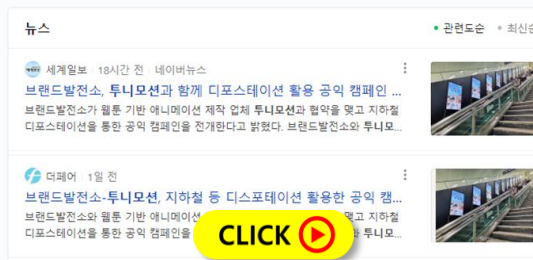 뉴스
관련도순
최신순
세계일보 18시간 전 네이버뉴스
브랜드발전소, 투니모션과 함께 디포스테이션 활용 공익 캠페인 ...
브랜드발전소가 웹툰 기반 애니메이션 제작 업체 투니모션과 협약을 맺고 지하철
디포스테이션을 통한 공익 캠페인을 전개한다고 밝혔다. 브랜드발전소와 투니모...
더페어 1일 전
브랜드발전소-투니모션, 지하철 등 디스포테이션 활용한 공익 캠...
브랜드발전소와 웹툰 기반 애니메이션 맺고 지하철
디포스테이션을 통한 공익 캠페인을 와 투니모...
CLICK